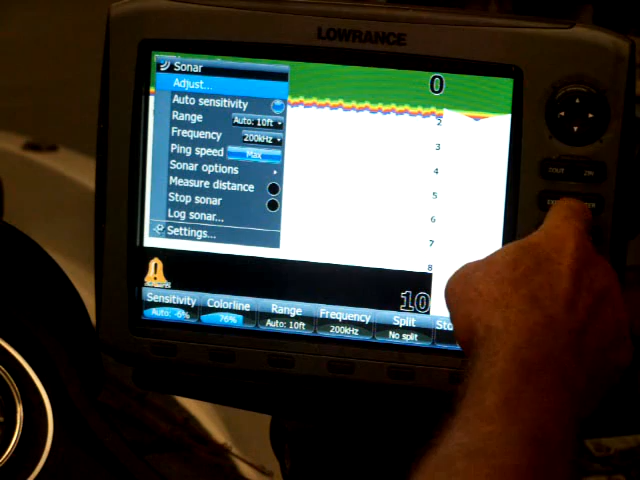 LOWRANCE
Sonar
Adjust...
Auto sensitivity
Range Auto: 10ft
Frequency 200kHz
Ping speed Max
Sonar options
Measure distance
Stop sonar
Log sonar...
Settings...
0
2
3
4
5
6
7
8
10
Sensitivity Colorline Range Frequency Split
Auto: -6% 76% Auto: 10ft 200kHz No split